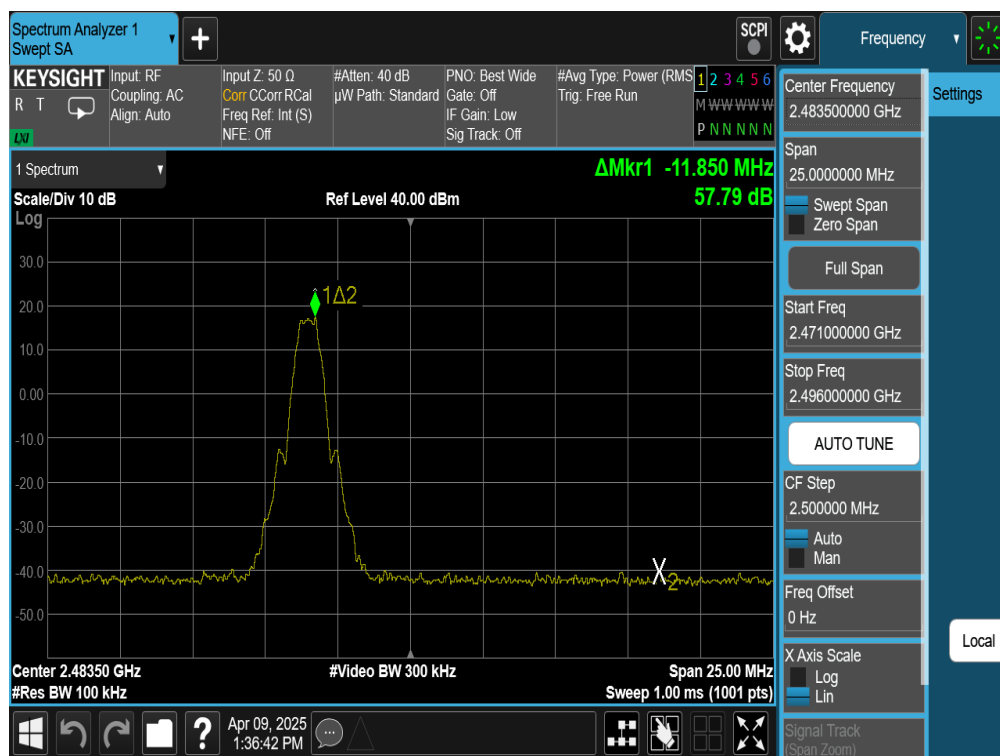 Spectrum Analyzer 1
Swept SA
+
SCPI
Frequency
KEYSIGHT
R T
LXI
Input: RF
Coupling: AC
Align: Auto
Input Z: 50 Ω
Corr CCorr RCal
Freq Ref: Int (S)
NFE: Off
#Atten: 40 dB
µW Path: Standard
PNO: Best Wide
Gate: Off
IF Gain: Low
Sig Track: Off
#Avg Type: Power (RMS
Trig: Free Run
1 2 3 4 5 6
M W W W W W
P N N N N N
1 Spectrum
ΔMkr1 -11.850 MHz
57.79 dB
Scale/Div 10 dB
Ref Level 40.00 dBm
Log
30.0
20.0
10.0
0.00
-10.0
-20.0
-30.0
-40.0
-50.0
1Δ2
X2
Center 2.48350 GHz
#Video BW 300 kHz
Span 25.00 MHz
#Res BW 100 kHz
Sweep 1.00 ms (1001 pts)
?
Apr 09, 2025
1:36:42 PM
Center Frequency
2.483500000 GHz
Span
25.0000000 MHz
Swept Span
Zero Span
Full Span
Start Freq
2.471000000 GHz
Stop Freq
2.496000000 GHz
AUTO TUNE
CF Step
2.500000 MHz
Auto
Man
Freq Offset
0 Hz
X Axis Scale
Log
Lin
Signal Track
(Span Zoom)
Settings
Local